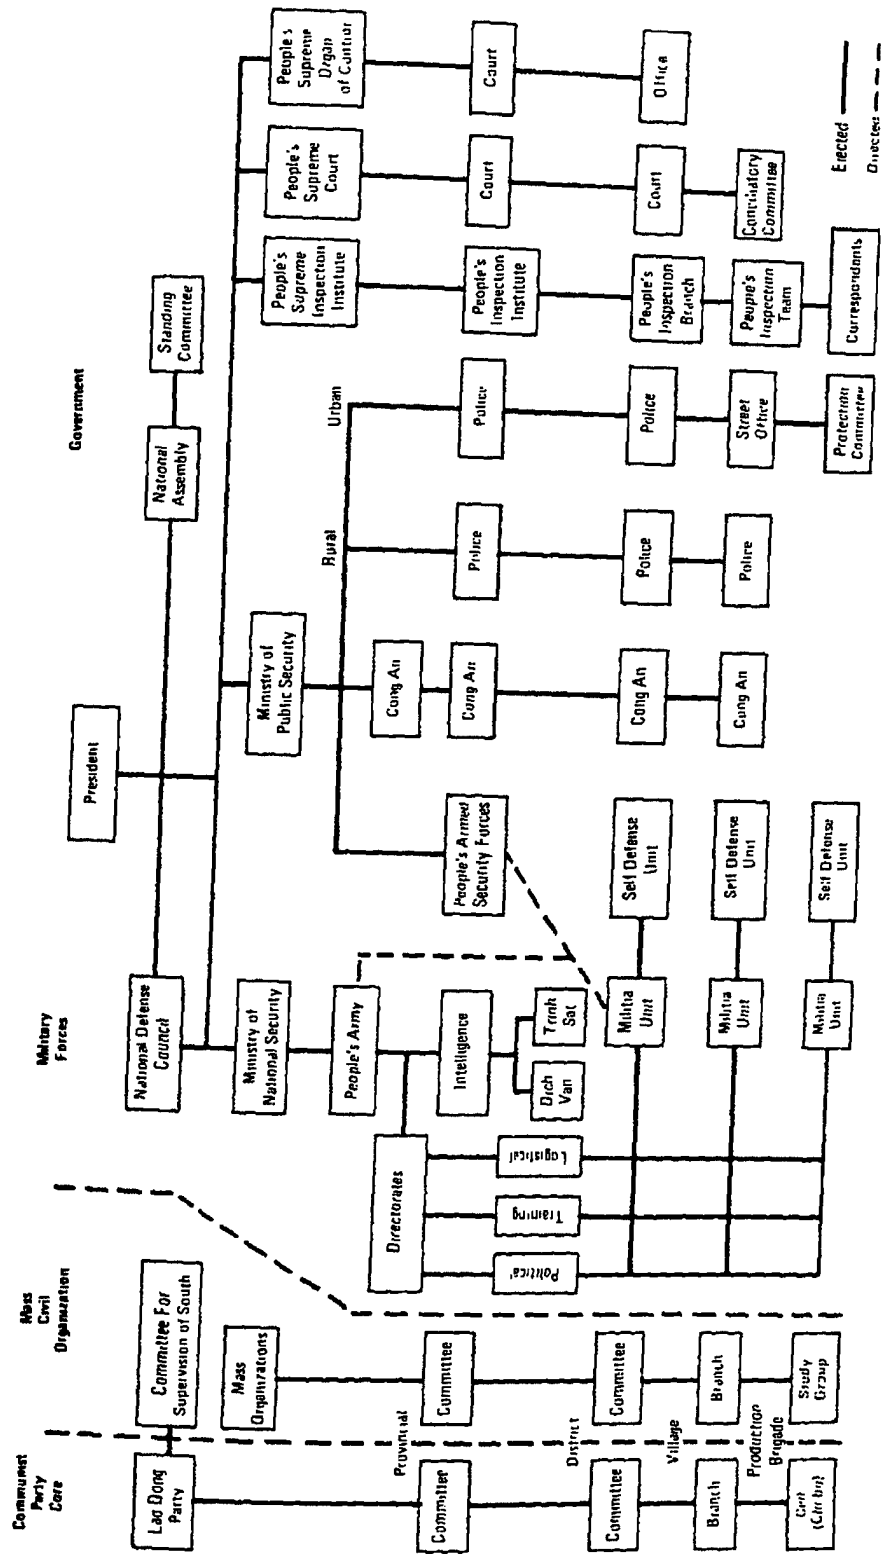 Communist
Party
Core
Mass
Civil
Organization
Military
Forces
Government
President
Lao Dong
Party
Committee For
Supervision of South
National Defense
Council
National
Assembly
Standing
Committee
Mass
Organizations
Ministry of
National Security
Ministry of
Public Security
People's
Supreme
Inspection
Institute
People's
Supreme
Court
People's
Supreme
Organ
of Control
Rural
Urban
Directorates
People's Army
Cong An
Provincial
Committee
Committee
Intelligence
People's Armed
Security Forces
Cong An
Police
Police
People's
Inspection
Institute
Court
Court
Political
Training
Logistical
Dich
Van
Trinh
Sat
District
Committee
Committee
Militia
Unit
Self Defense
Unit
Cong An
Police
Police
People's
Inspection
Branch
Court
Office
Village
Branch
Branch
Militia
Unit
Self Defense
Unit
Cong An
Police
Street
Office
People's
Inspection
Team
Conciliatory
Committee
Production
Brigade
Cell
(Chi bo)
Study
Group
Militia
Unit
Self Defense
Unit
Protection
Committee
Correspondants
Elected
Directed